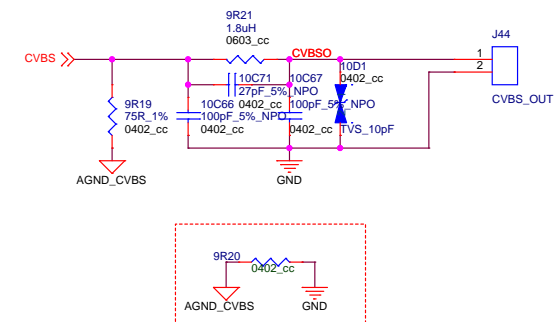 9R21
1.8uH
0603_cc
J44
CVBS
CVBSO
1
2
10D1
0402_cc
10C71
27pF_5%_NPO
0402_cc
10C67
100pF_5%_NPO
0402_cc
9R19
75R_1%
0402_cc
10C66
100pF_5%_NPO
0402_cc
TVS_10pF
CVBS_OUT
AGND_CVBS
GND
9R20
0402_cc
AGND_CVBS
GND